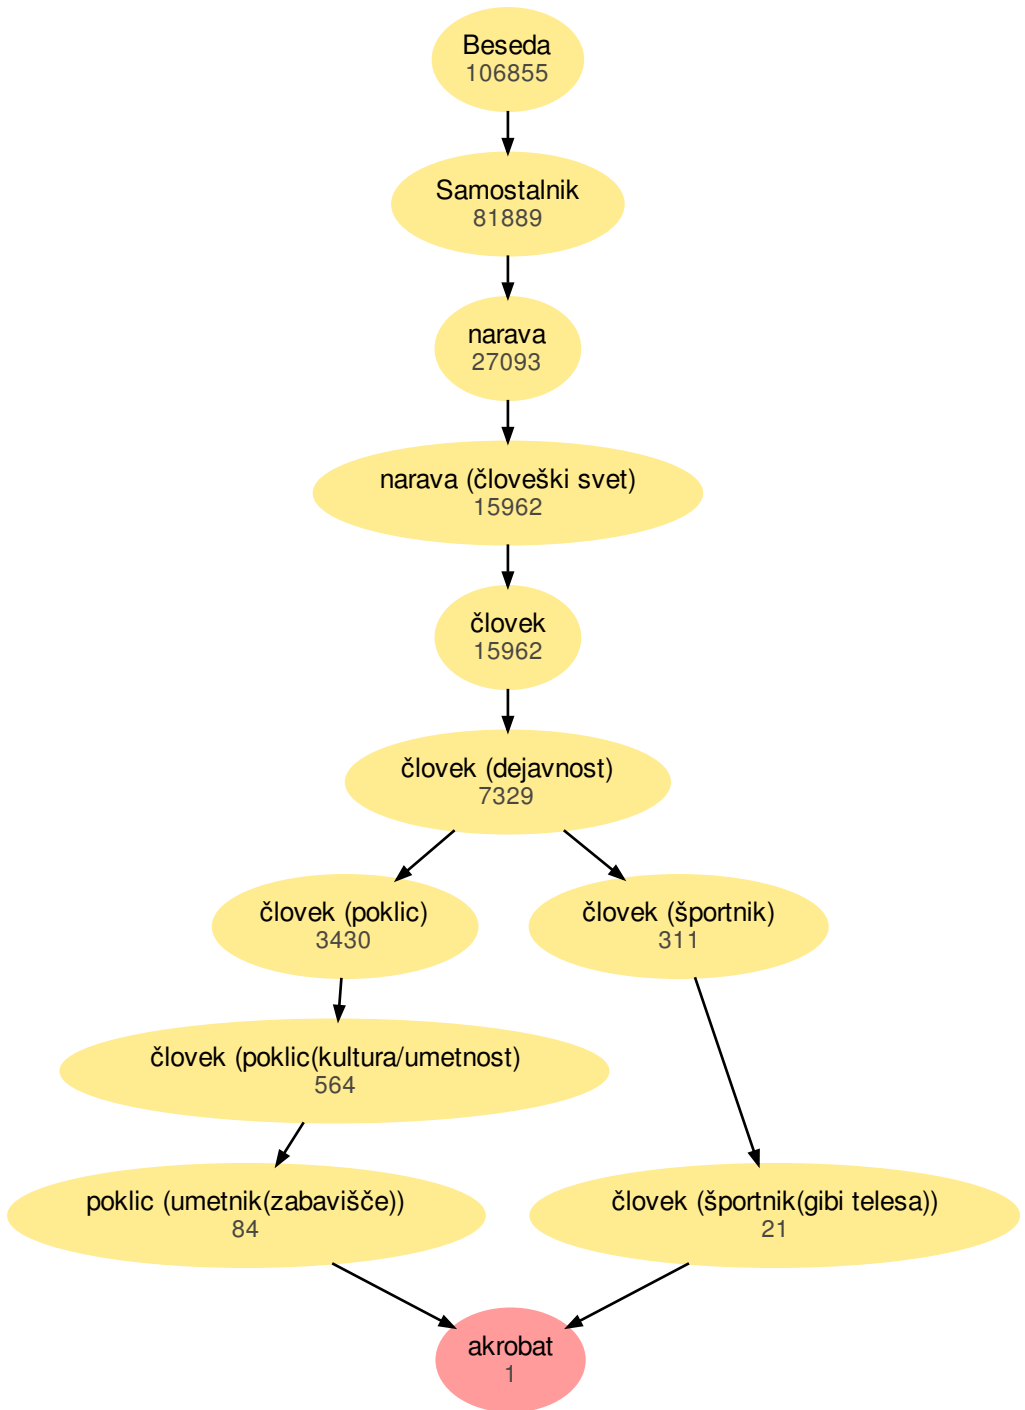 Beseda
106855
Samostalnik
81889
narava
27093
narava (človeški svet)
15962
človek
15962
človek (dejavnost)
7329
človek (poklic)
3430
človek (športnik)
311
človek (poklic(kultura/umetnost)
564
poklic (umetnik(zabavišče))
84
človek (športnik(gibi telesa))
21
akrobat
1